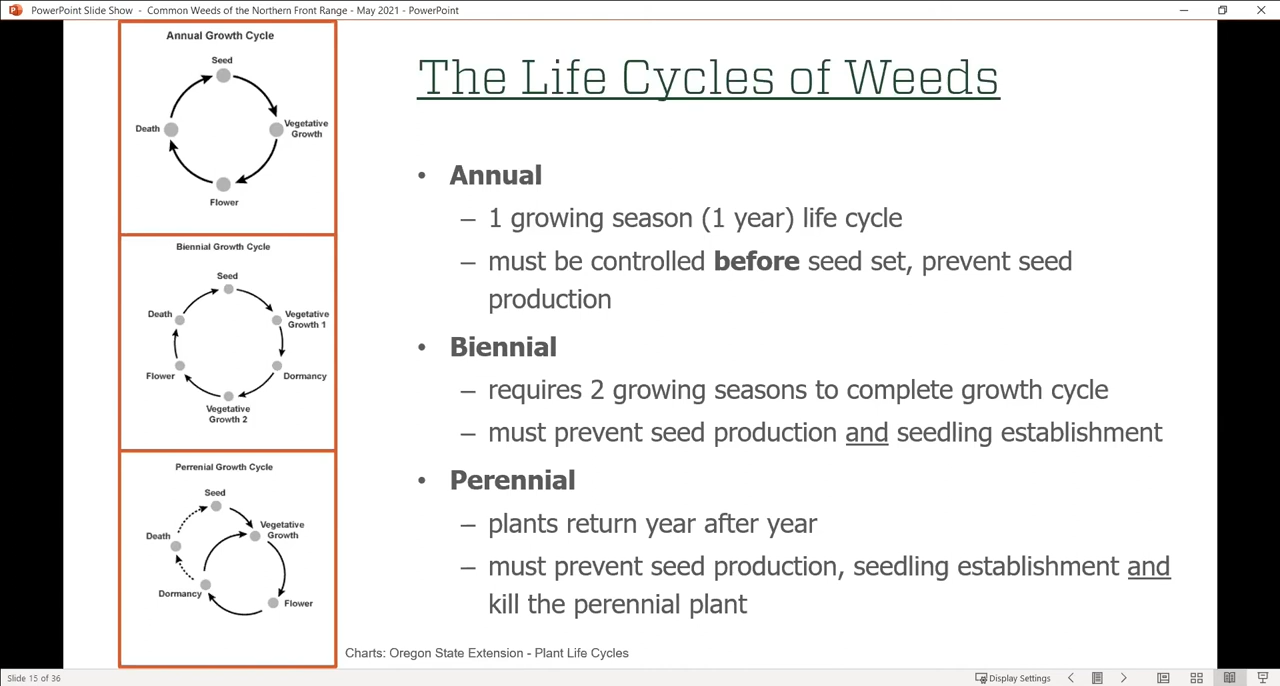 PowerPoint Slide Show - Common Weeds of the Northern Front Range - May 2021 - PowerPoint
Annual Growth Cycle
Seed
Vegetative
Growth
Death
Flower
Biennial Growth Cycle
Seed
Death
Vegetative
Growth 1
Flower
Dormancy
Vegetative
Growth 2
Perrenial Growth Cycle
Seed
Vegetative
Growth
Death
Dormancy
Flower
The Life Cycles of Weeds
• Annual
– 1 growing season (1 year) life cycle
– must be controlled before seed set, prevent seed
production
• Biennial
– requires 2 growing seasons to complete growth cycle
– must prevent seed production and seedling establishment
• Perennial
– plants return year after year
– must prevent seed production, seedling establishment and
kill the perennial plant
Charts: Oregon State Extension - Plant Life Cycles
Slide 15 of 36
Display Settings